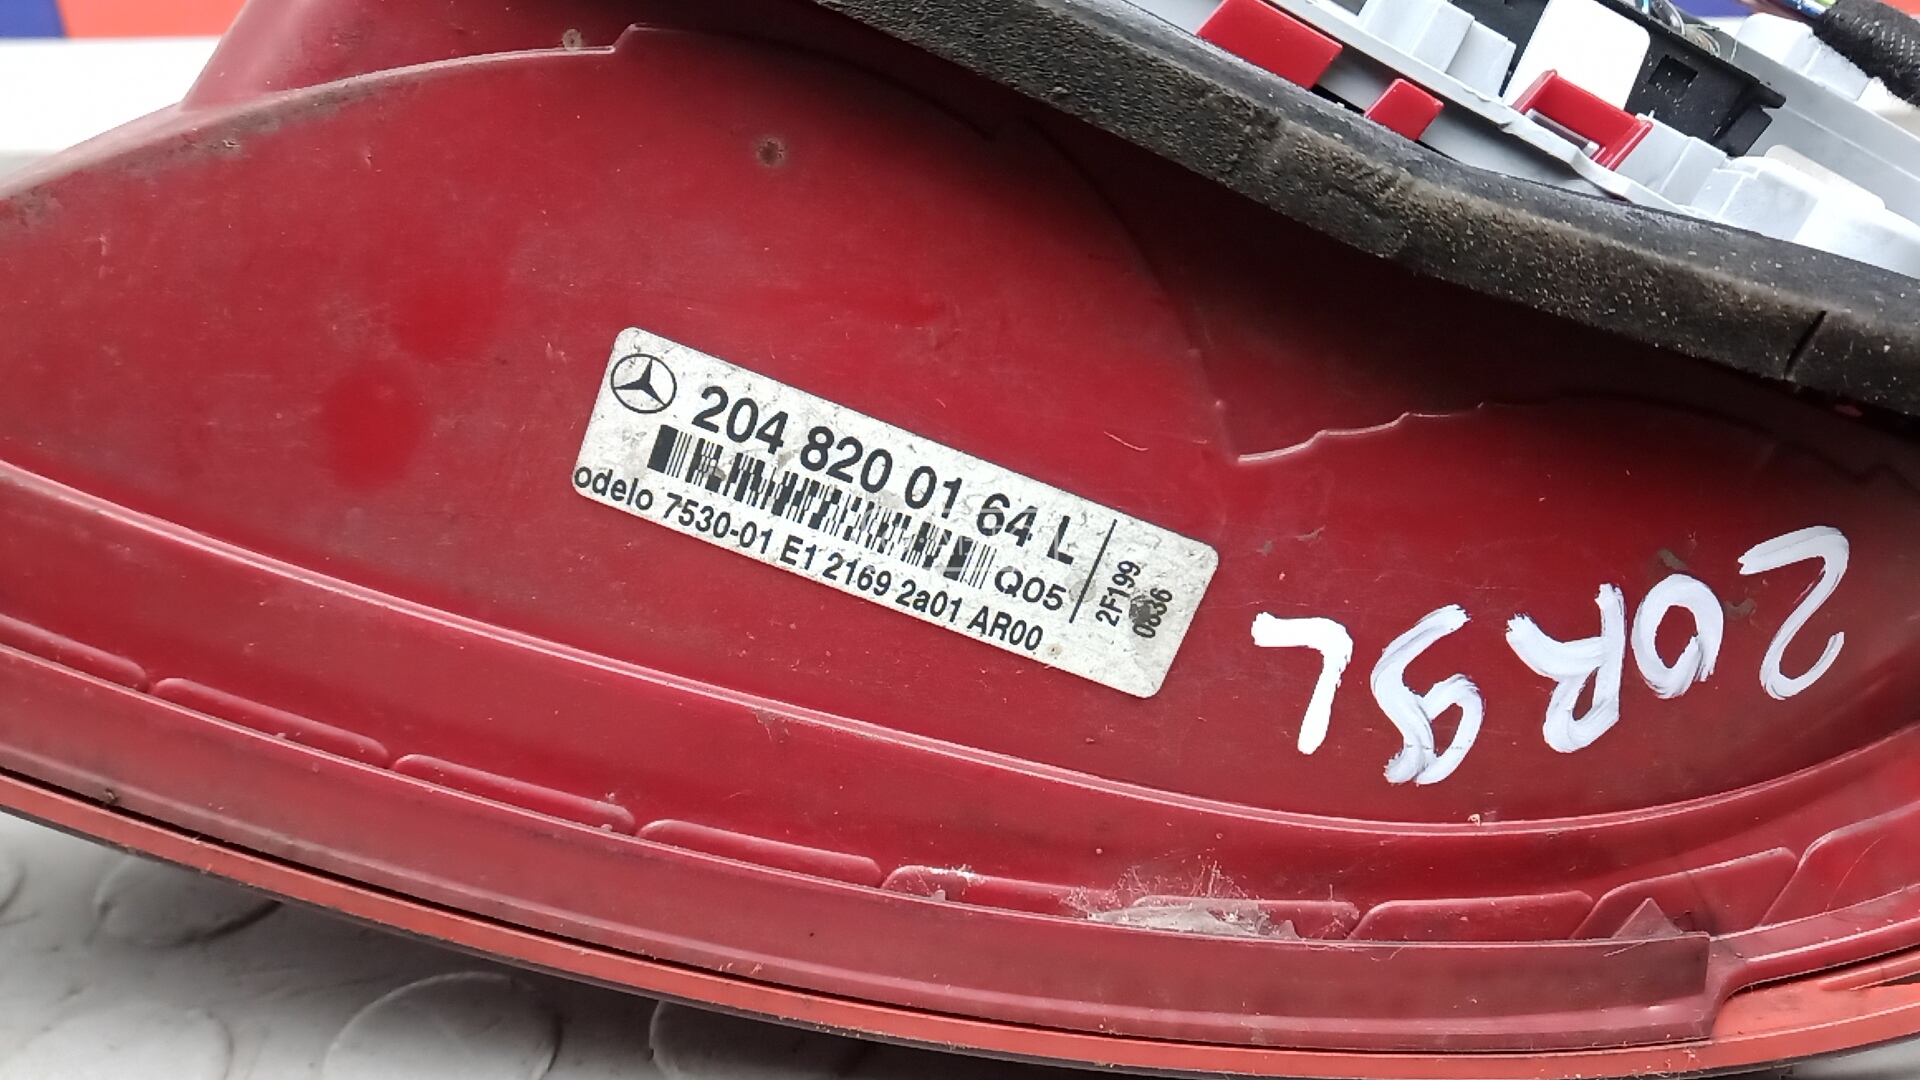 204 820 01 64 L
Q05
odelo 7530-01 E1 2169 2a01 AR00
2F199
0836
20R9L